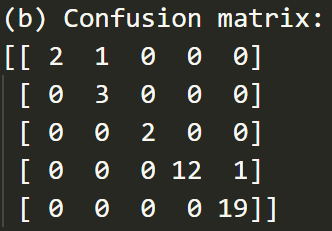 (b) Confusion matrix:
[[ 2  1  0  0  0]
 [ 0  3  0  0  0]
 [ 0  0  2  0  0]
 [ 0  0  0 12  1]
 [ 0  0  0  0 19]]